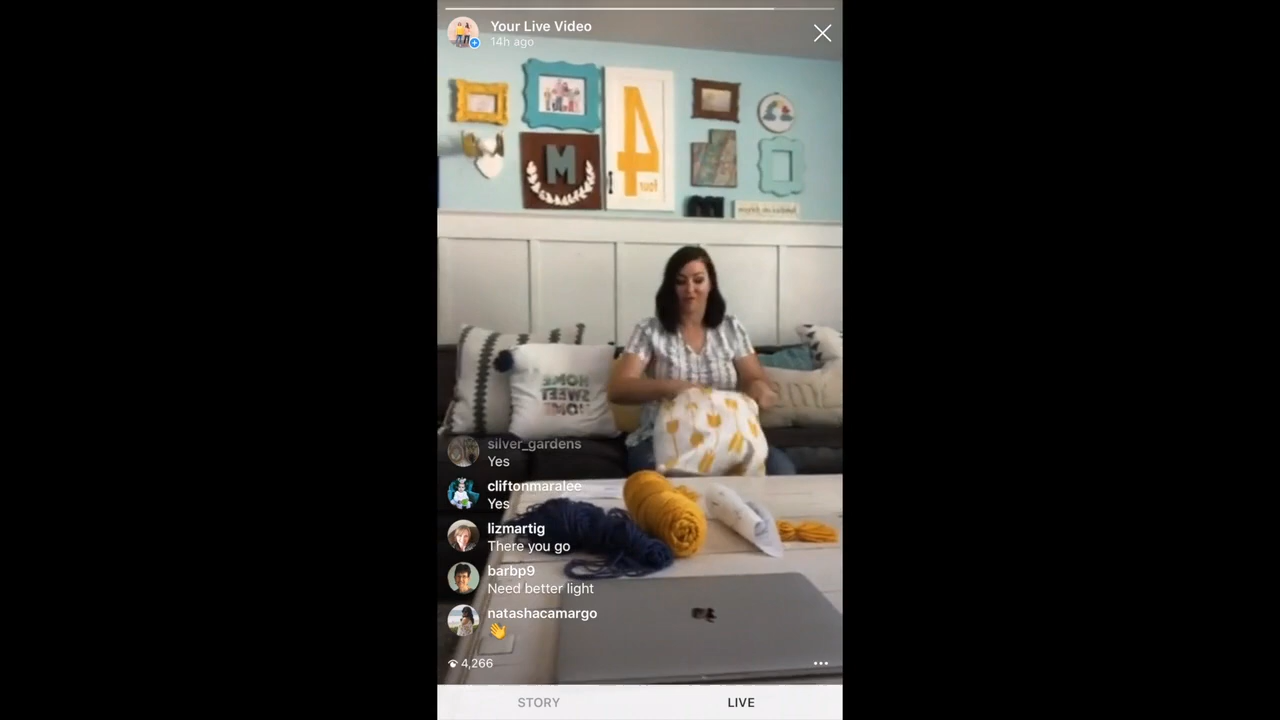 Your Live Video
14h ago
M
4
four
HOME
SWEET
HOME
silver_gardens
Yes
cliftonmaralee
Yes
lizmartig
There you go
barbp9
Need better light
natashacamargo
4,266
STORY
LIVE